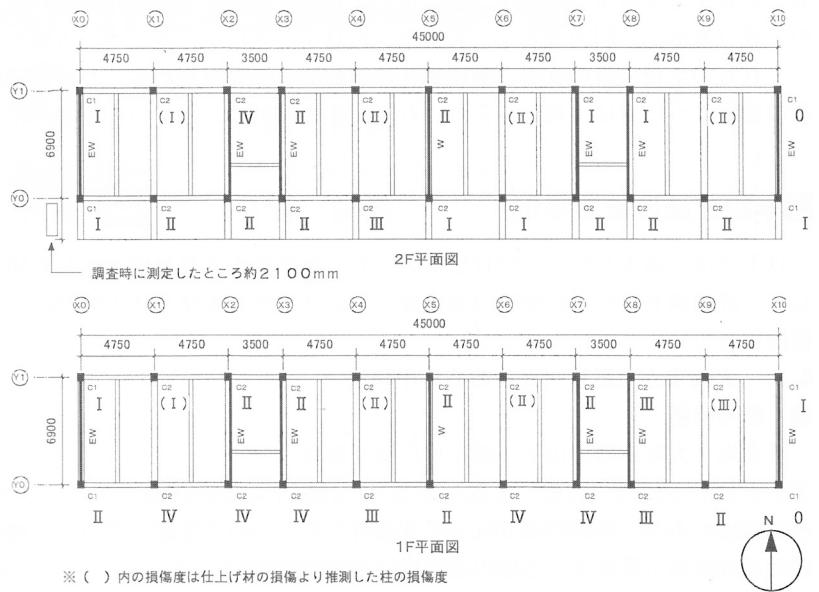 X0 X1 X2 X3 X4 X5 X6 X7 X8 X9 X10
45000
4750 4750 3500 4750 4750 4750 4750 3500 4750 4750
Y1
C1 C2 C2 C2 C2 C2 C2 C2 C2 C2 C1
I (I) IV II (II) II (II) I I (II) 0
EW EW EW W EW EW EW
6900
Y0
C1 C2 C2 C2 C2 C2 C2 C2 C2 C2 C1
I II II II III I I II II II I
2F平面図
調査時に測定したところ約2100mm
X0 X1 X2 X3 X4 X5 X6 X7 X8 X9 X10
45000
4750 4750 3500 4750 4750 4750 4750 3500 4750 4750
Y1
C1 C2 C2 C2 C2 C2 C2 C2 C2 C2 C1
I (I) II II (II) II (II) II III (III) I
EW EW EW W EW EW EW
6900
Y0
C1 C2 C2 C2 C2 C2 C2 C2 C2 C2 C1
II IV IV IV III II IV IV III II 0
N
1F平面図
※( )内の損傷度は仕上げ材の損傷より推測した柱の損傷度